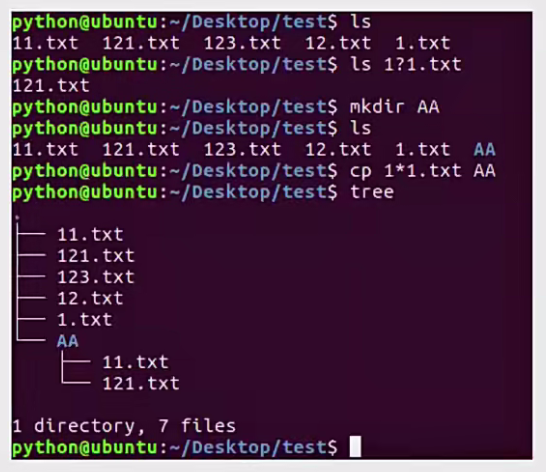 python@ubuntu:~/Desktop/test$ ls
11.txt  121.txt  123.txt  12.txt  1.txt
python@ubuntu:~/Desktop/test$ ls 1?1.txt
121.txt
python@ubuntu:~/Desktop/test$ mkdir AA
python@ubuntu:~/Desktop/test$ ls
11.txt  121.txt  123.txt  12.txt  1.txt  AA
python@ubuntu:~/Desktop/test$ cp 1*1.txt AA
python@ubuntu:~/Desktop/test$ tree
.
├── 11.txt
├── 121.txt
├── 123.txt
├── 12.txt
├── 1.txt
└── AA
    ├── 11.txt
    └── 121.txt

1 directory, 7 files
python@ubuntu:~/Desktop/test$